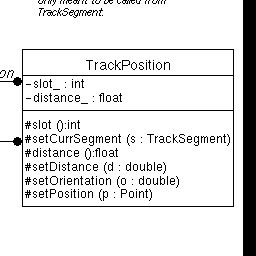 only meant to be called from
TrackSegment.
on
TrackPosition
-slot_ : int
-distance_ : float
#slot ():int
#setCurrSegment (s : TrackSegment)
#distance ():float
#setDistance (d : double)
#setOrientation (o : double)
#setPosition (p : Point)